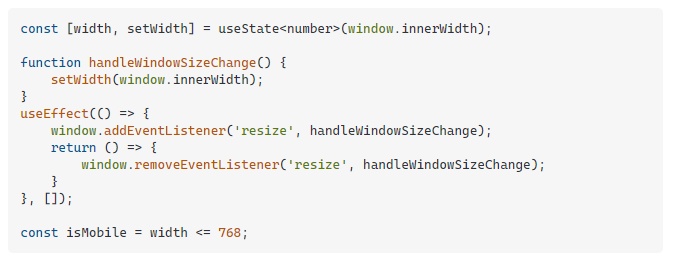 const [width, setWidth] = useState<number>(window.innerWidth);

function handleWindowSizeChange() {
    setWidth(window.innerWidth);
}
useEffect(() => {
    window.addEventListener('resize', handleWindowSizeChange);
    return () => {
        window.removeEventListener('resize', handleWindowSizeChange);
    }
}, []);

const isMobile = width <= 768;